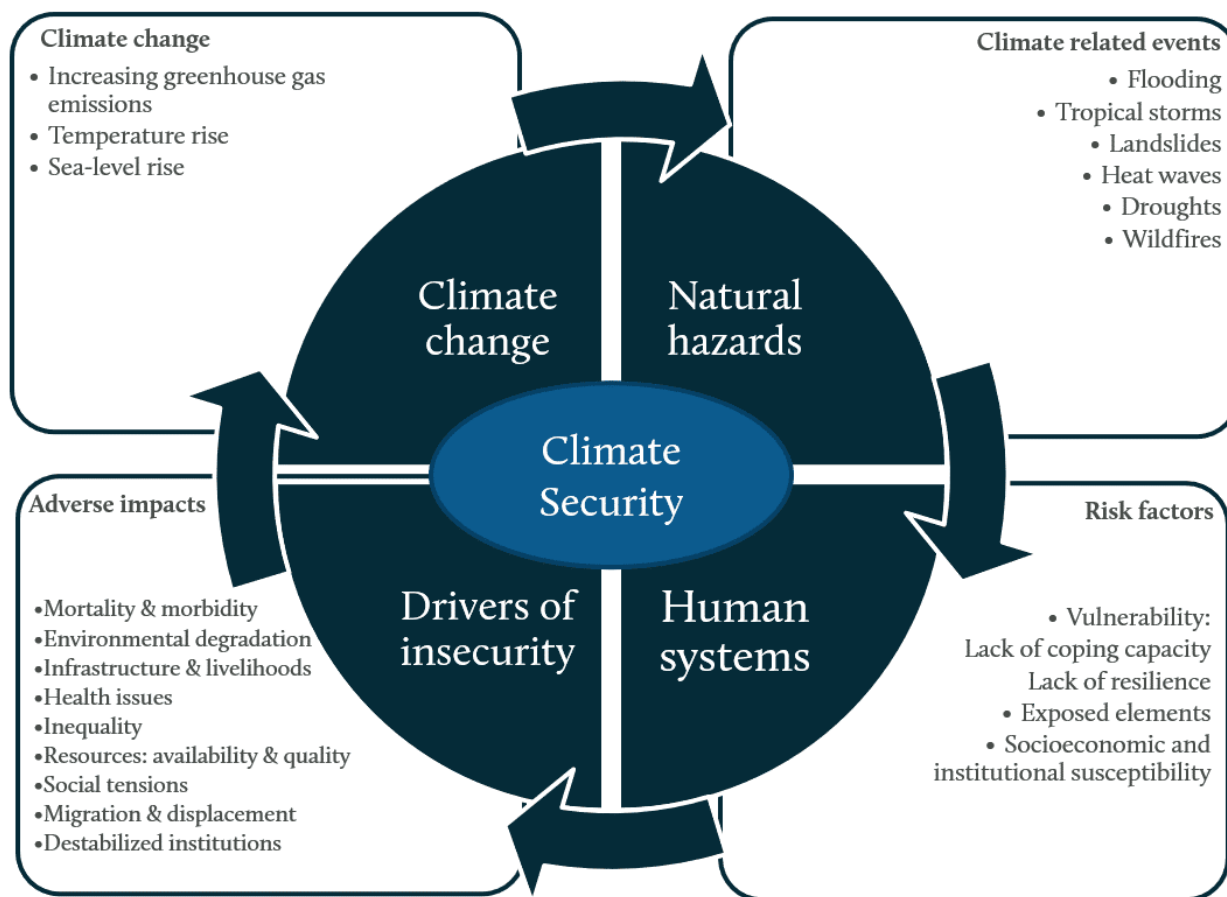 Climate change
• Increasing greenhouse gas
emissions
• Temperature rise
• Sea-level rise
Climate related events
• Flooding
• Tropical storms
• Landslides
• Heat waves
• Droughts
• Wildfires
Climate
change
Natural
hazards
Climate
Security
Drivers of
insecurity
Human
systems
Adverse impacts
•Mortality & morbidity
•Environmental degradation
•Infrastructure & livelihoods
•Health issues
•Inequality
•Resources: availability & quality
•Social tensions
•Migration & displacement
•Destabilized institutions
Risk factors
• Vulnerability:
Lack of coping capacity
Lack of resilience
• Exposed elements
• Socioeconomic and
institutional susceptibility